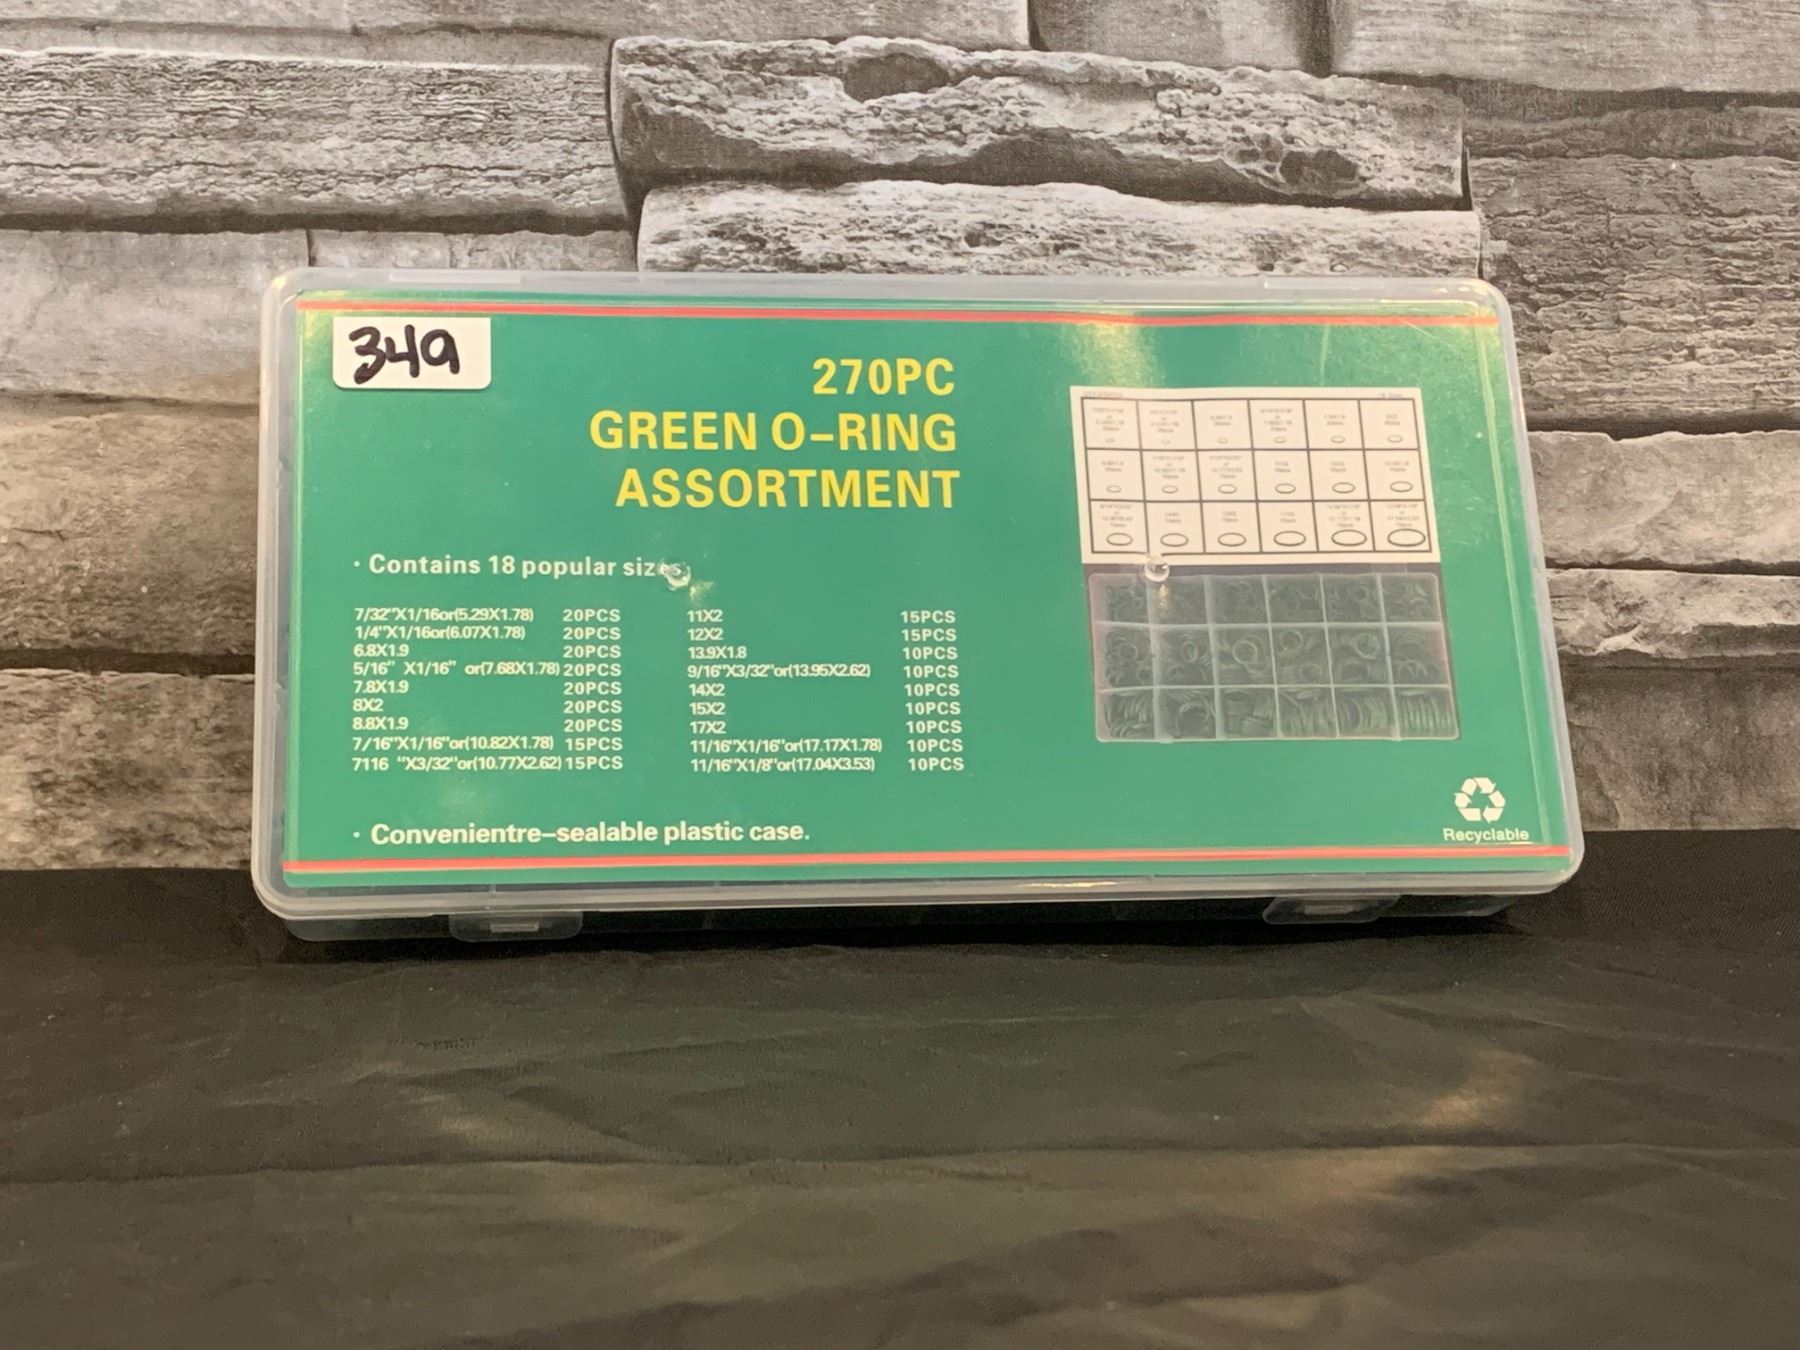 349
270PC
GREEN O-RING
ASSORTMENT
· Contains 18 popular sizes:
7/32"X1/16or(5.29X1.78) 20PCS
1/4"X1/16or(6.07X1.78) 20PCS
6.8X1.9 20PCS
5/16" X1/16" or(7.68X1.78) 20PCS
7.8X1.9 20PCS
8X2 20PCS
8.8X1.9 20PCS
7/16"X1/16"or(10.82X1.78) 15PCS
7116 "X3/32"or(10.77X2.62) 15PCS
11X2 15PCS
12X2 15PCS
13.9X1.8 10PCS
9/16"X3/32"or(13.95X2.62) 10PCS
14X2 10PCS
15X2 10PCS
17X2 10PCS
11/16"X1/16"or(17.17X1.78) 10PCS
11/16"X1/8"or(17.04X3.53) 10PCS
· Convenientre-sealable plastic case.
Recyclable